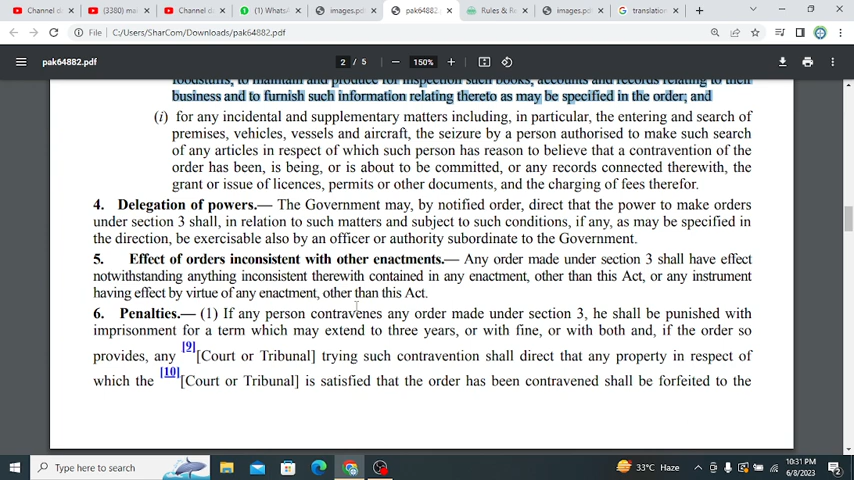 Channel d
(3380) ma
Channel d
(1) Whats
images.p
pak64882.p
Rules & Re
images.p
translation
File C:/Users/SharCom/Downloads/pak64882.pdf
pak64882.pdf 2 / 5 150%
foodstuffs, to maintain and produce for inspection such books, accounts and records relating to their
business and to furnish such information relating thereto as may be specified in the order; and
(i) for any incidental and supplementary matters including, in particular, the entering and search of
premises, vehicles, vessels and aircraft, the seizure by a person authorised to make such search
of any articles in respect of which such person has reason to believe that a contravention of the
order has been, is being, or is about to be committed, or any records connected therewith, the
grant or issue of licences, permits or other documents, and the charging of fees therefor.
4. Delegation of powers.— The Government may, by notified order, direct that the power to make orders
under section 3 shall, in relation to such matters and subject to such conditions, if any, as may be specified in
the direction, be exercisable also by an officer or authority subordinate to the Government.
5. Effect of orders inconsistent with other enactments.— Any order made under section 3 shall have effect
notwithstanding anything inconsistent therewith contained in any enactment, other than this Act, or any instrument
having effect by virtue of any enactment, other than this Act.
6. Penalties.— (1) If any person contravenes any order made under section 3, he shall be punished with
imprisonment for a term which may extend to three years, or with fine, or with both and, if the order so
provides, any [9][Court or Tribunal] trying such contravention shall direct that any property in respect of
which the [10][Court or Tribunal] is satisfied that the order has been contravened shall be forfeited to the
Type here to search
33°C Haze
10:31 PM
6/8/2023
2